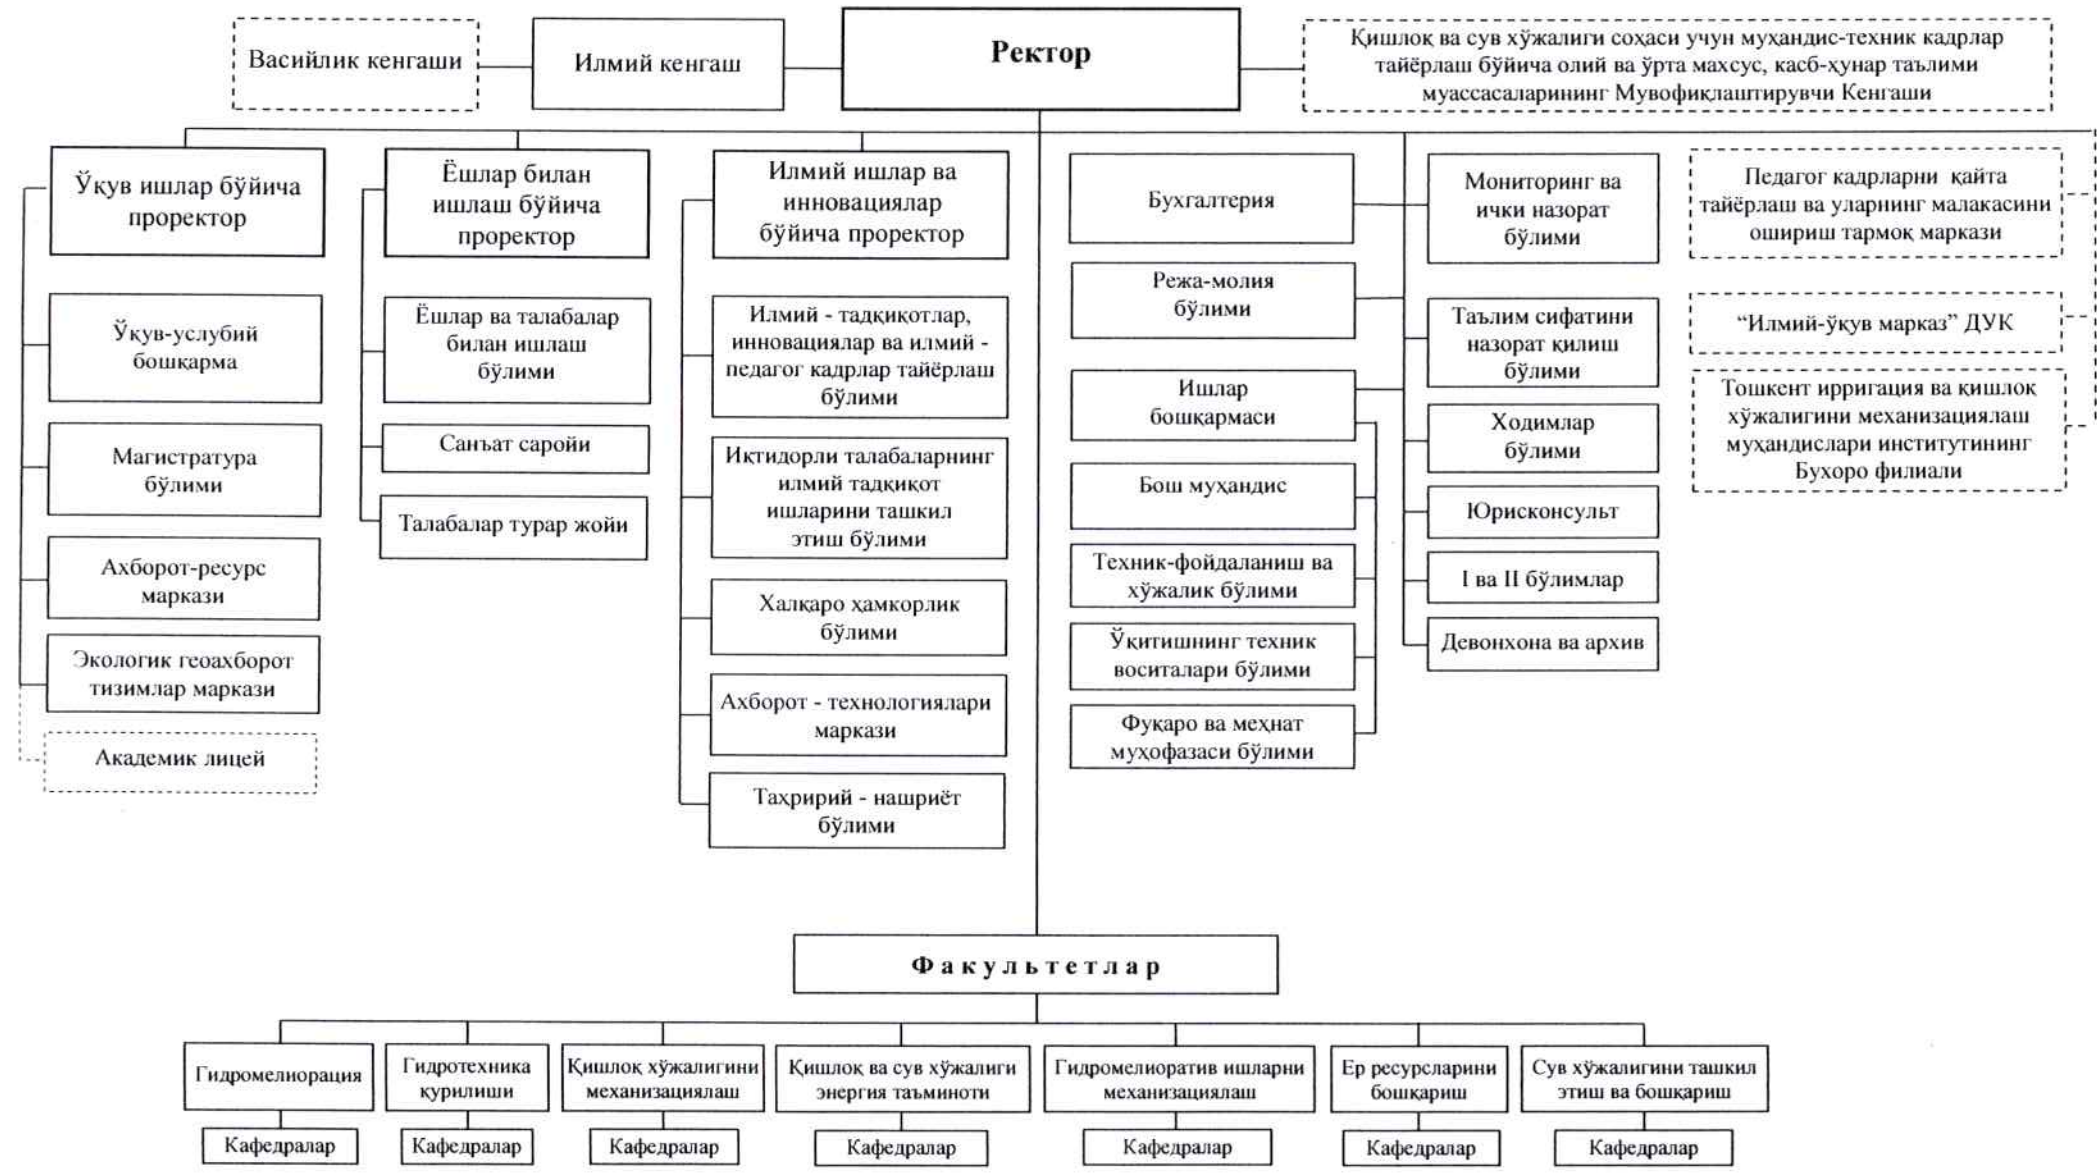 Васийлик кенгаши
Илмий кенгаш
Ректор
Қишлоқ ва сув хўжалиги соҳаси учун муҳандис-техник кадрлар
тайёрлаш бўйича олий ва ўрта махсус, касб-ҳунар таълими
муассасаларининг Мувофиқлаштирувчи Кенгаши
Ўқув ишлар бўйича
проректор
Ўқув-услубий
бошқарма
Магистратура
бўлими
Ахборот-ресурс
маркази
Экологик геоахборот
тизимлар маркази
Академик лицей
Ёшлар билан
ишлаш бўйича
проректор
Ёшлар ва талабалар
билан ишлаш
бўлими
Санъат саройи
Талабалар турар жойи
Илмий ишлар ва
инновациялар
бўйича проректор
Илмий - тадқиқотлар,
инновациялар ва илмий -
педагог кадрлар тайёрлаш
бўлими
Иқтидорли талабаларнинг
илмий тадқиқот
ишларини ташкил
этиш бўлими
Халқаро ҳамкорлик
бўлими
Ахборот - технологиялари
маркази
Таҳририй - нашриёт
бўлими
Бухгалтерия
Режа-молия
бўлими
Ишлар
бошқармаси
Бош муҳандис
Техник-фойдаланиш ва
хўжалик бўлими
Ўқитишнинг техник
воситалари бўлими
Фуқаро ва меҳнат
муҳофазаси бўлими
Мониторинг ва
ички назорат
бўлими
Таълим сифатини
назорат қилиш
бўлими
Ходимлар
бўлими
Юрисконсульт
I ва II бўлимлар
Девонхона ва архив
Педагог кадрларни қайта
тайёрлаш ва уларнинг малакасини
ошириш тармоқ маркази
“Илмий-ўқув марказ” ДУК
Тошкент ирригация ва қишлоқ
хўжалигини механизациялаш
муҳандислари институтининг
Бухоро филиали
Факультетлар
Гидромелиорация
Гидротехника
қурилиши
Қишлоқ хўжалигини
механизациялаш
Қишлоқ ва сув хўжалиги
энергия таъминоти
Гидромелиоратив ишларни
механизациялаш
Ер ресурсларини
бошқариш
Сув хўжалигини ташкил
этиш ва бошқариш
Кафедралар
Кафедралар
Кафедралар
Кафедралар
Кафедралар
Кафедралар
Кафедралар